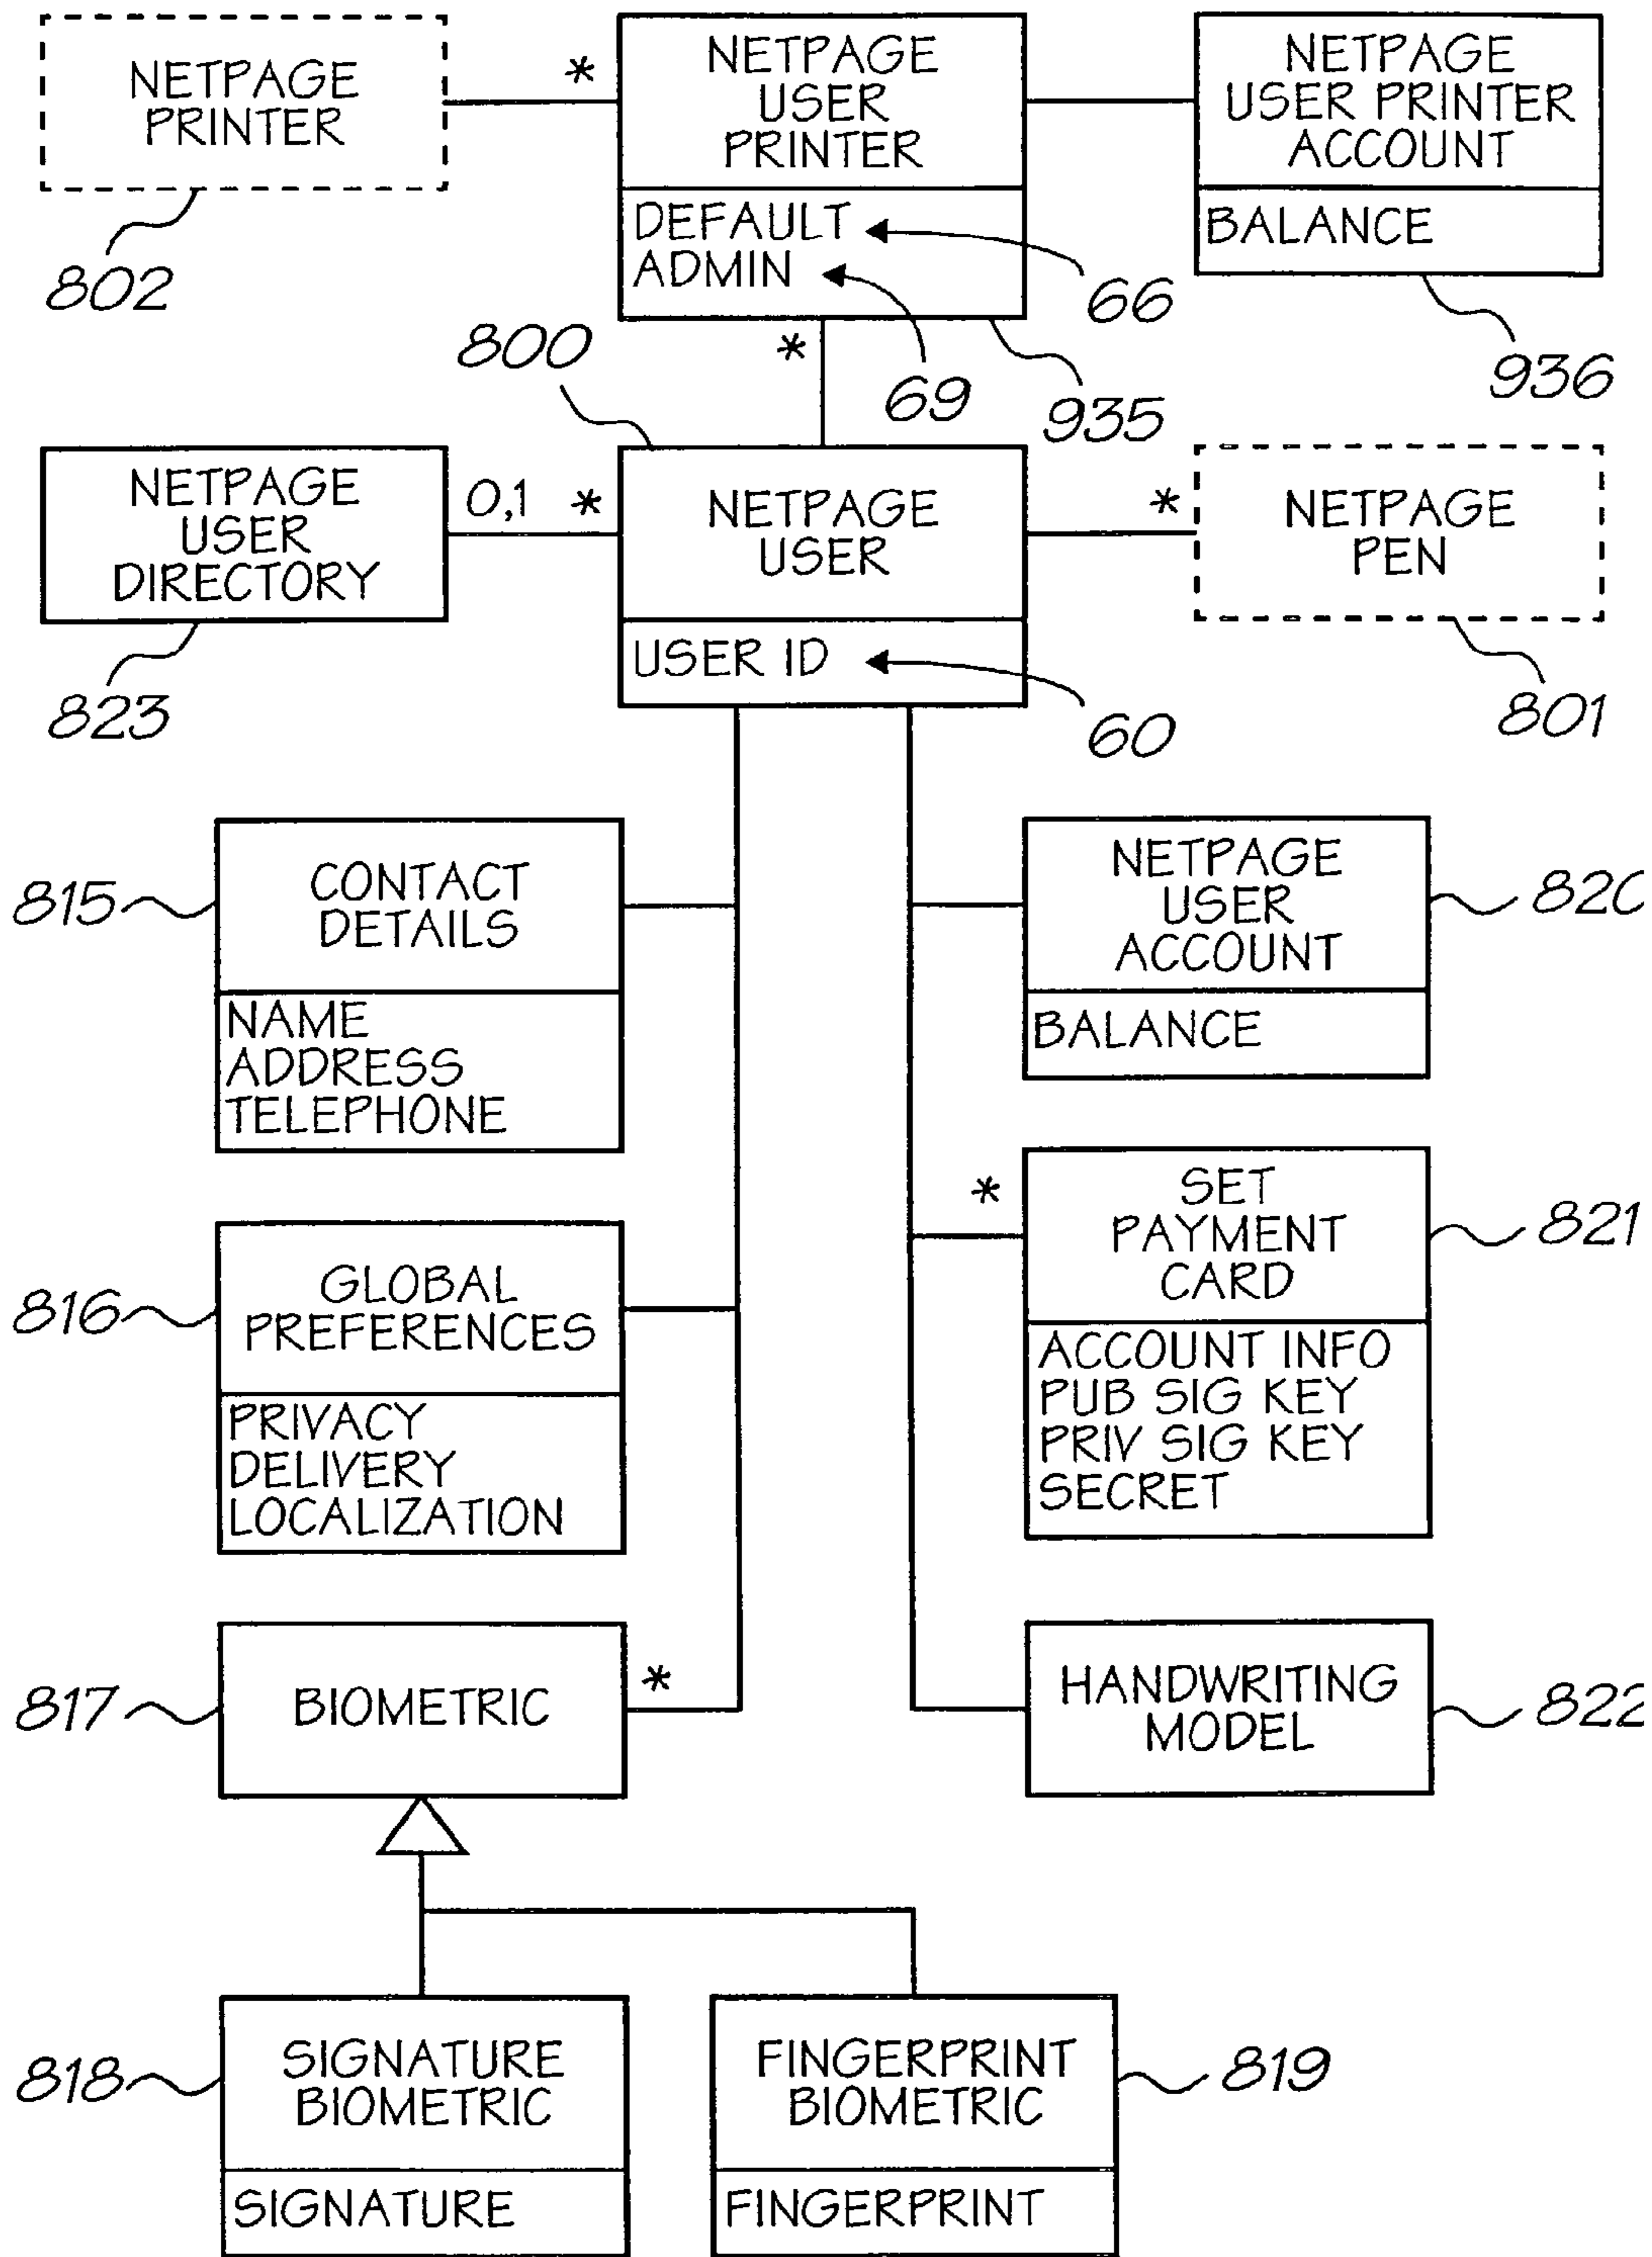 NETPAGE
PRINTER
802
*
NETPAGE
USER
PRINTER
DEFAULT
ADMIN
66
69
935
NETPAGE
USER PRINTER
ACCOUNT
BALANCE
936
*
800
NETPAGE
USER
DIRECTORY
823
0,1 *
NETPAGE
USER
USER ID
60
*
NETPAGE
PEN
801
815
CONTACT
DETAILS
NAME
ADDRESS
TELEPHONE
NETPAGE
USER
ACCOUNT
BALANCE
820
816
GLOBAL
PREFERENCES
PRIVACY
DELIVERY
LOCALIZATION
*
SET
PAYMENT
CARD
ACCOUNT INFO
PUB SIG KEY
PRIV SIG KEY
SECRET
821
817
BIOMETRIC
*
HANDWRITING
MODEL
822
818
SIGNATURE
BIOMETRIC
SIGNATURE
FINGERPRINT
BIOMETRIC
FINGERPRINT
819